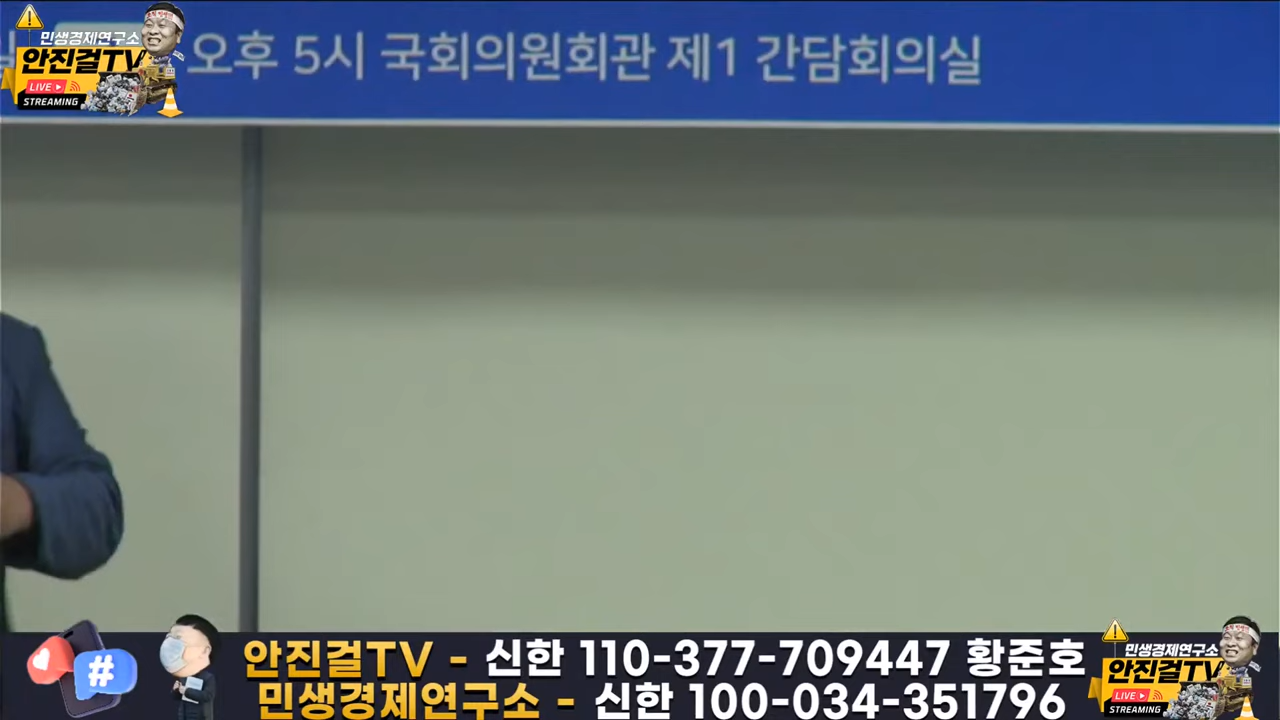 민생경제연구소
안진걸TV
LIVE
STREAMING
오후 5시 국회의원회관 제1간담회의실
안진걸TV - 신한 110-377-709447 황준호
민생경제연구소 - 신한 100-034-351796
#
민생경제연구소
안진걸TV
LIVE
STREAMING